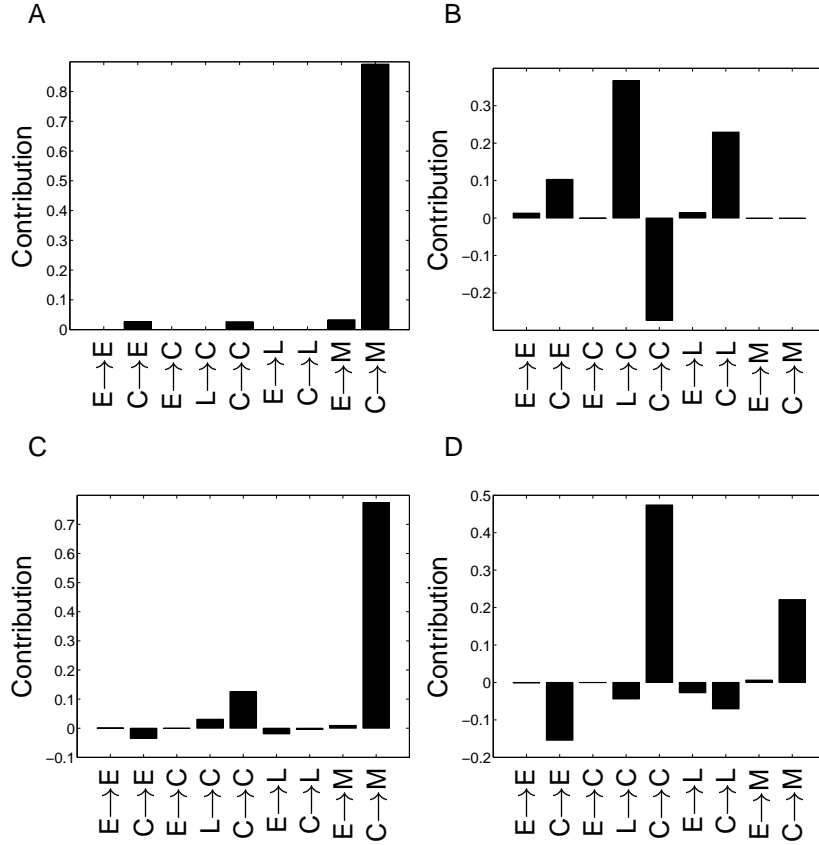 A
Contribution
0.8
0.7
0.6
0.5
0.4
0.3
0.2
0.1
0
E→E
C→E
E→C
L→C
C→C
E→L
C→L
E→M
C→M
B
Contribution
0.3
0.2
0.1
0
−0.1
−0.2
E→E
C→E
E→C
L→C
C→C
E→L
C→L
E→M
C→M
C
Contribution
0.7
0.6
0.5
0.4
0.3
0.2
0.1
0
−0.1
E→E
C→E
E→C
L→C
C→C
E→L
C→L
E→M
C→M
D
Contribution
0.5
0.4
0.3
0.2
0.1
0
−0.1
−0.2
E→E
C→E
E→C
L→C
C→C
E→L
C→L
E→M
C→M